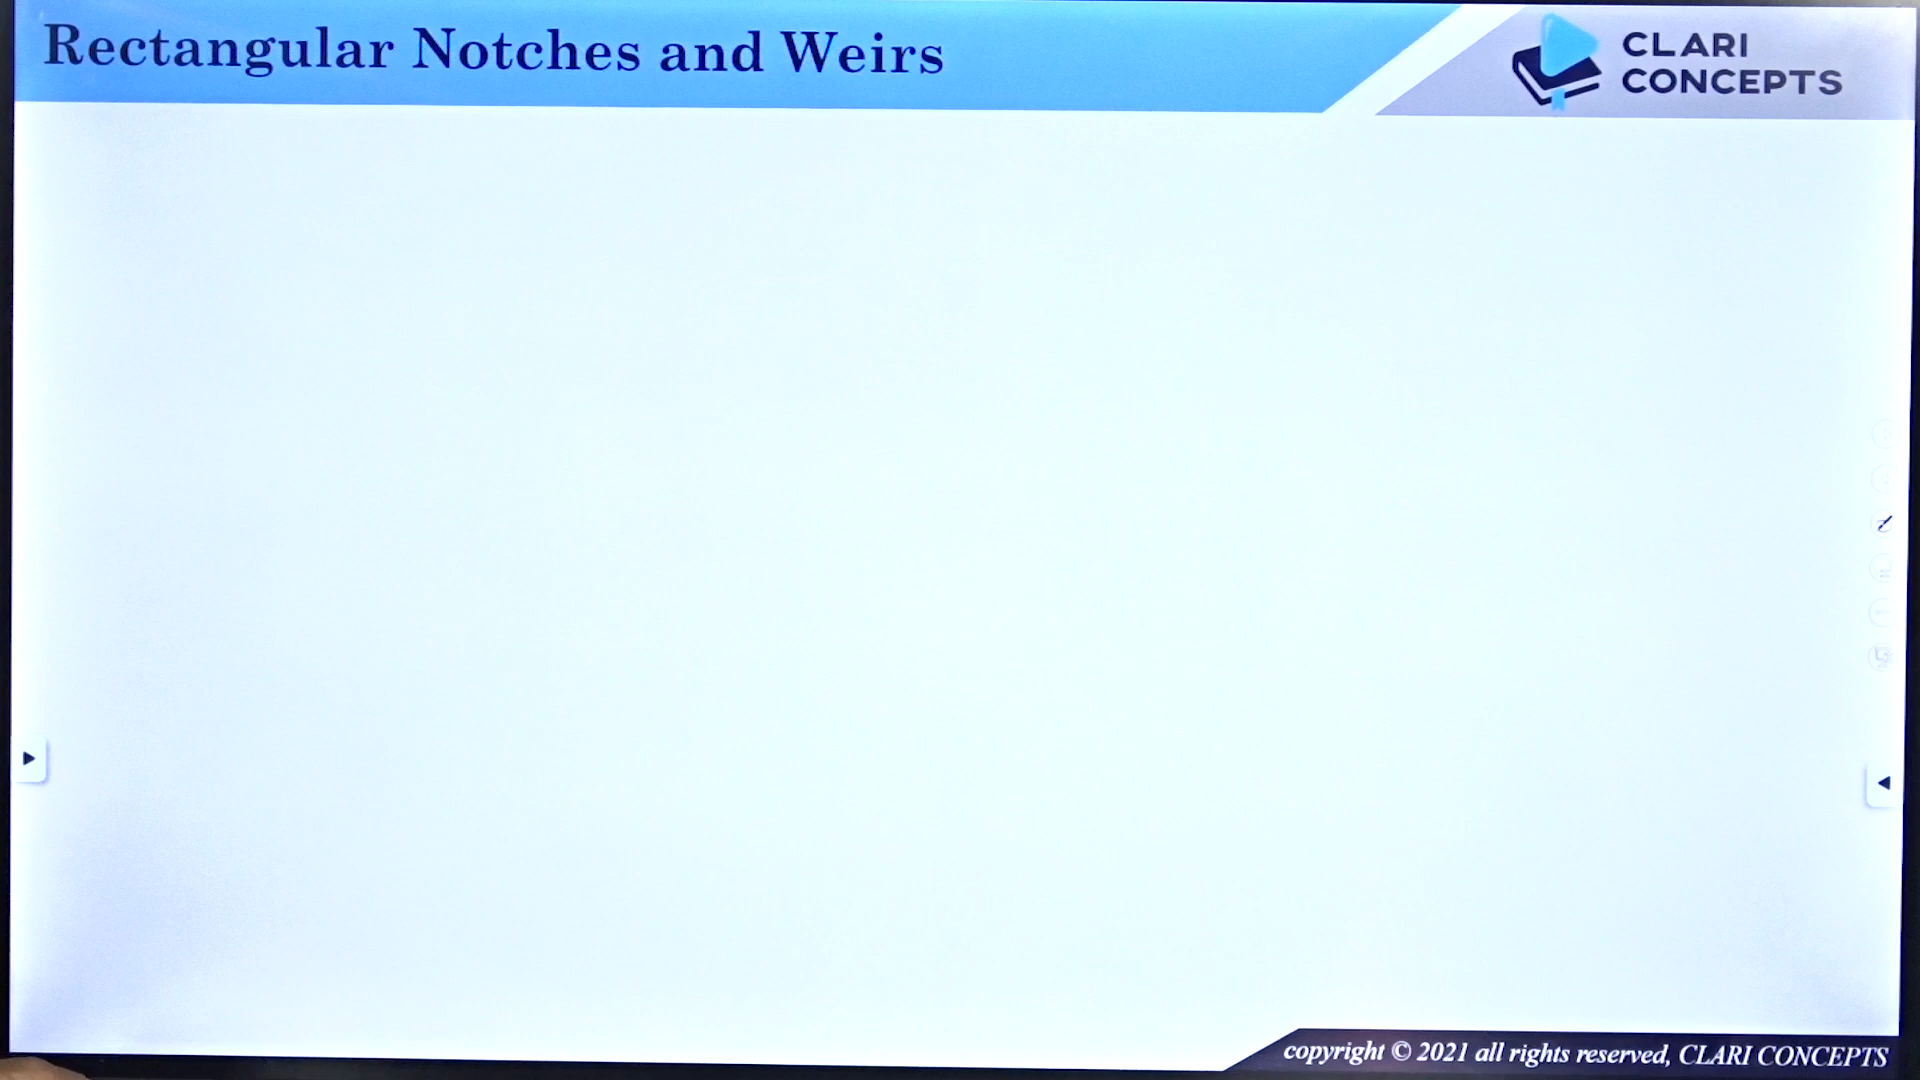 Rectangular Notches and Weirs
CLARI
CONCEPTS
copyright © 2021 all rights reserved, CLARI CONCEPTS